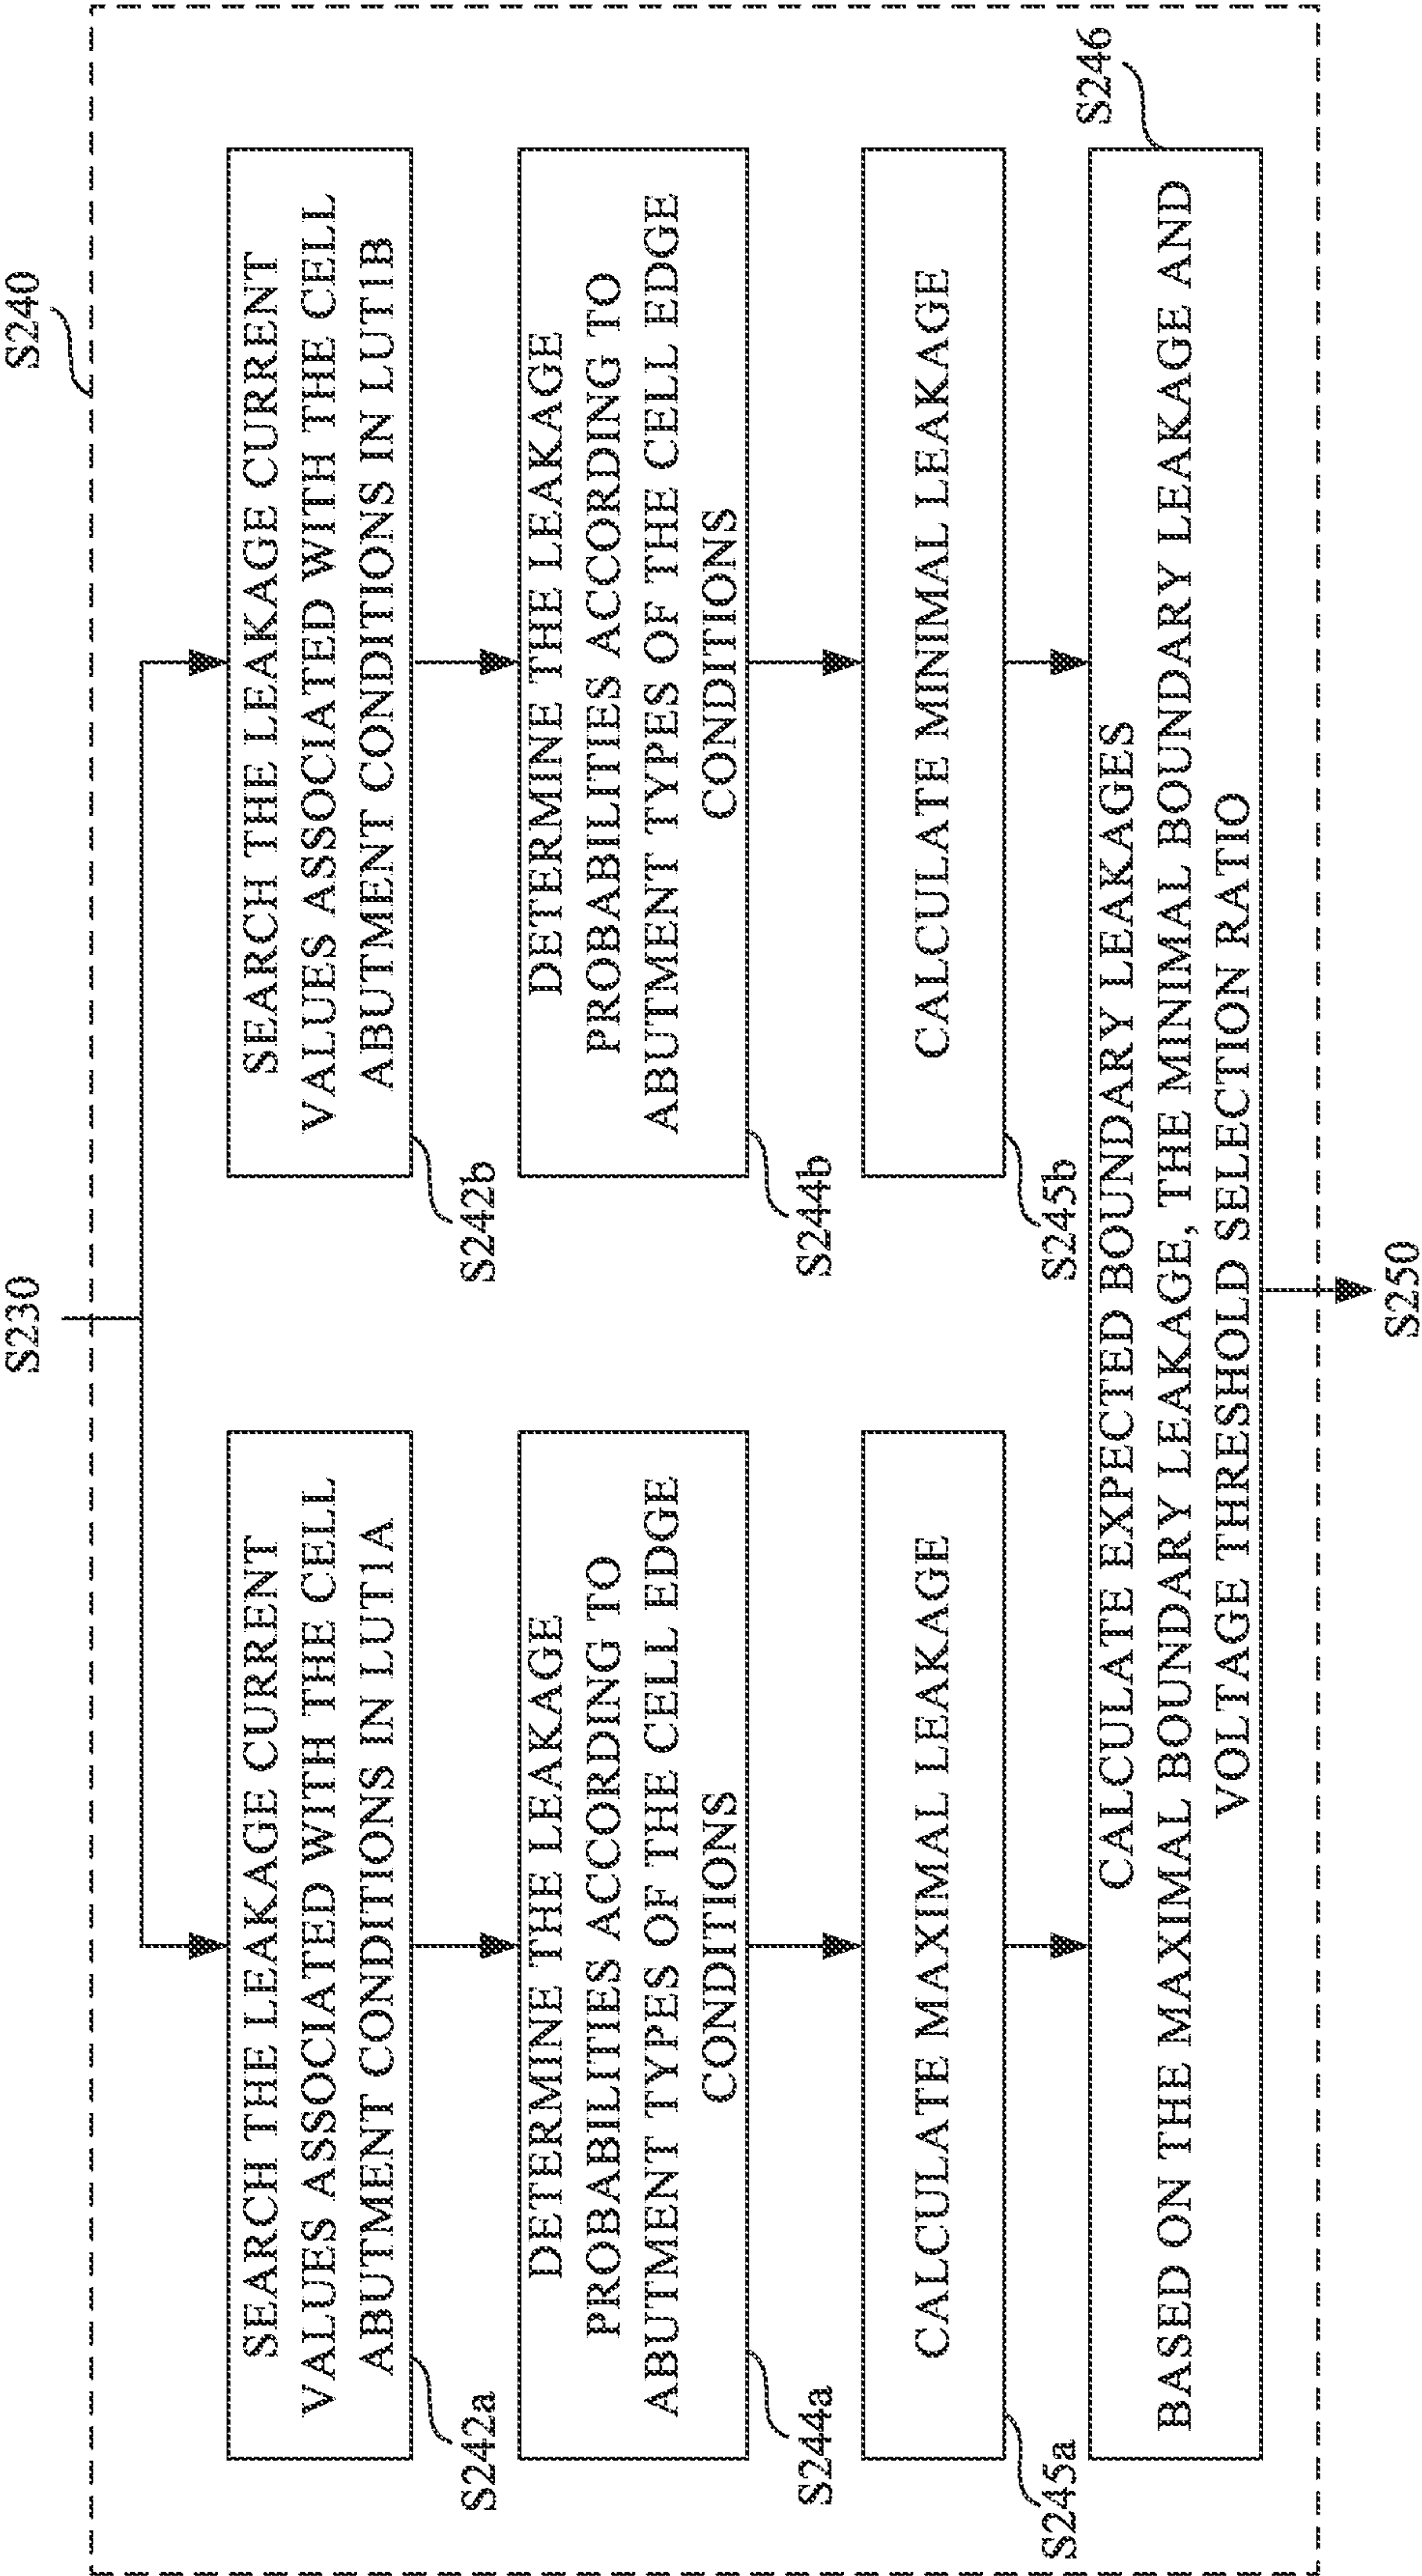 S230
S240
SEARCH THE LEAKAGE CURRENT
VALUES ASSOCIATED WITH THE CELL
ABUTMENT CONDITIONS IN LUT1A
S242a
SEARCH THE LEAKAGE CURRENT
VALUES ASSOCIATED WITH THE CELL
ABUTMENT CONDITIONS IN LUT1B
S242b
DETERMINE THE LEAKAGE
PROBABILITIES ACCORDING TO
ABUTMENT TYPES OF THE CELL EDGE
CONDITIONS
S244a
DETERMINE THE LEAKAGE
PROBABILITIES ACCORDING TO
ABUTMENT TYPES OF THE CELL EDGE
CONDITIONS
S244b
CALCULATE MAXIMAL LEAKAGE
S245a
CALCULATE MINIMAL LEAKAGE
S245b
CALCULATE EXPECTED BOUNDARY LEAKAGES
BASED ON THE MAXIMAL BOUNDARY LEAKAGE, THE MINIMAL BOUNDARY LEAKAGE AND
VOLTAGE THRESHOLD SELECTION RATIO
S246
S250